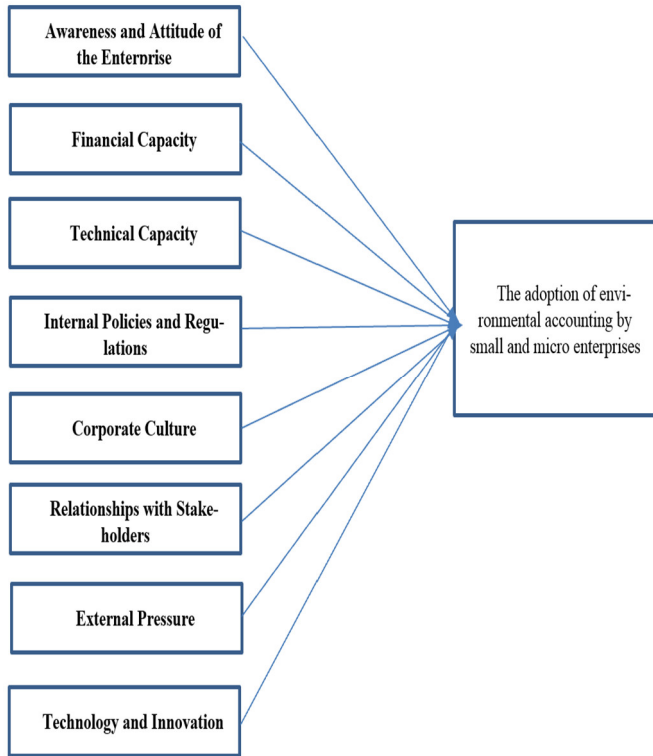 Awareness and Attitude of
the Enterprise
Financial Capacity
Technical Capacity
Internal Policies and Regu-
lations
Corporate Culture
Relationships with Stake-
holders
External Pressure
Technology and Innovation
The adoption of envi-
ronmental accounting by
small and micro enterprises